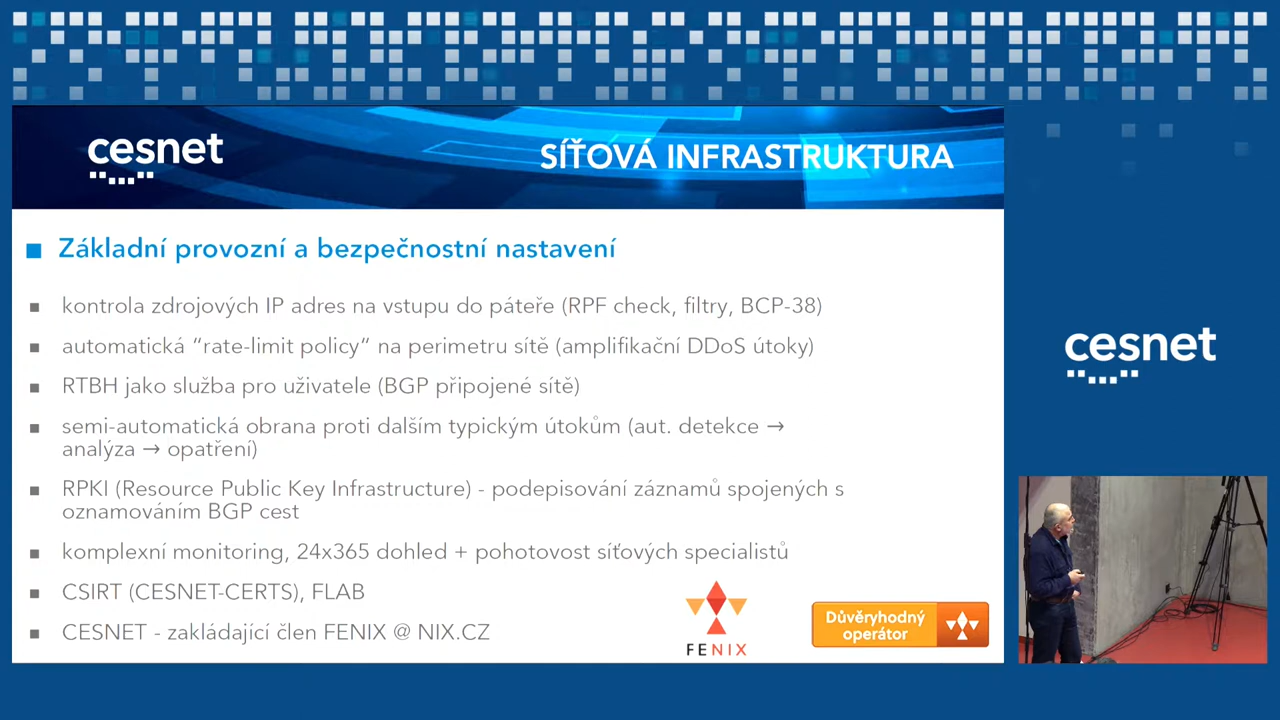 cesnet
SÍŤOVÁ INFRASTRUKTURA
Základní provozní a bezpečnostní nastavení
kontrola zdrojových IP adres na vstupu do páteře (RPF check, filtry, BCP-38)
automatická “rate-limit policy” na perimetru sítě (amplifikační DDoS útoky)
RTBH jako služba pro uživatele (BGP připojené sítě)
semi-automatická obrana proti dalším typickým útokům (aut. detekce →
analýza → opatření)
RPKI (Resource Public Key Infrastructure) - podepisování záznamů spojených s
oznamováním BGP cest
komplexní monitoring, 24x365 dohled + pohotovost síťových specialistů
CSIRT (CESNET-CERTS), FLAB
CESNET - zakládající člen FENIX @ NIX.CZ
FENIX
Důvěryhodný
operátor
cesnet